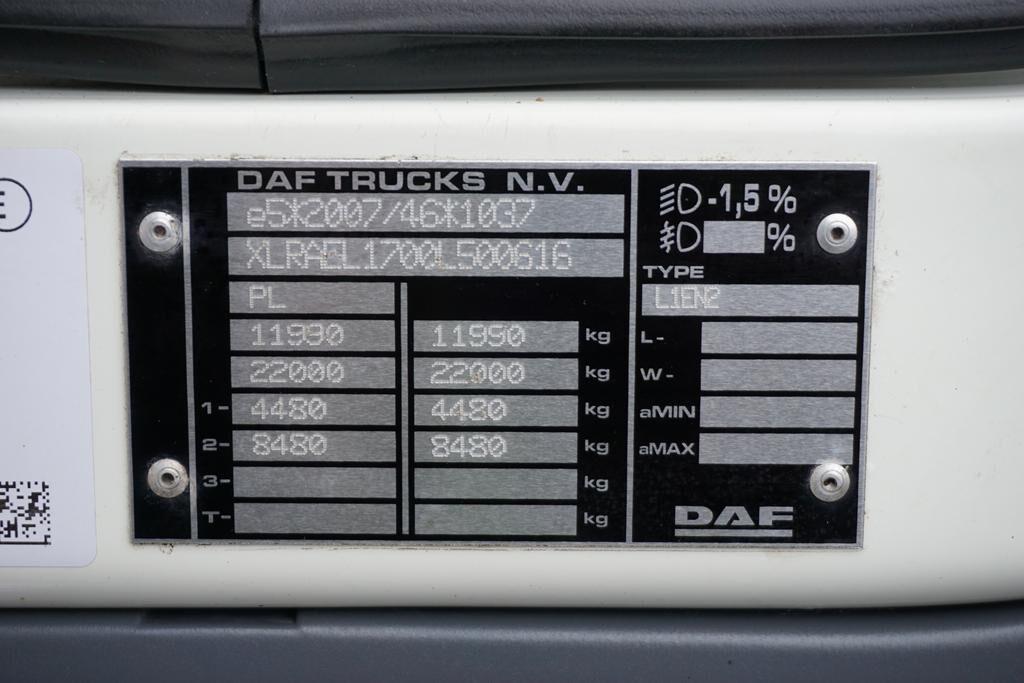 DAF TRUCKS N.V.
e5*2007/46*1037
XLRAEL1700L500616
PL
11990 11990 kg
22000 22000 kg
1- 4480 4480 kg
2- 8480 8480 kg
3- kg
T- kg
-1,5%
%
TYPE
L1EN2
L-
W-
aMIN
aMAX
DAF
E